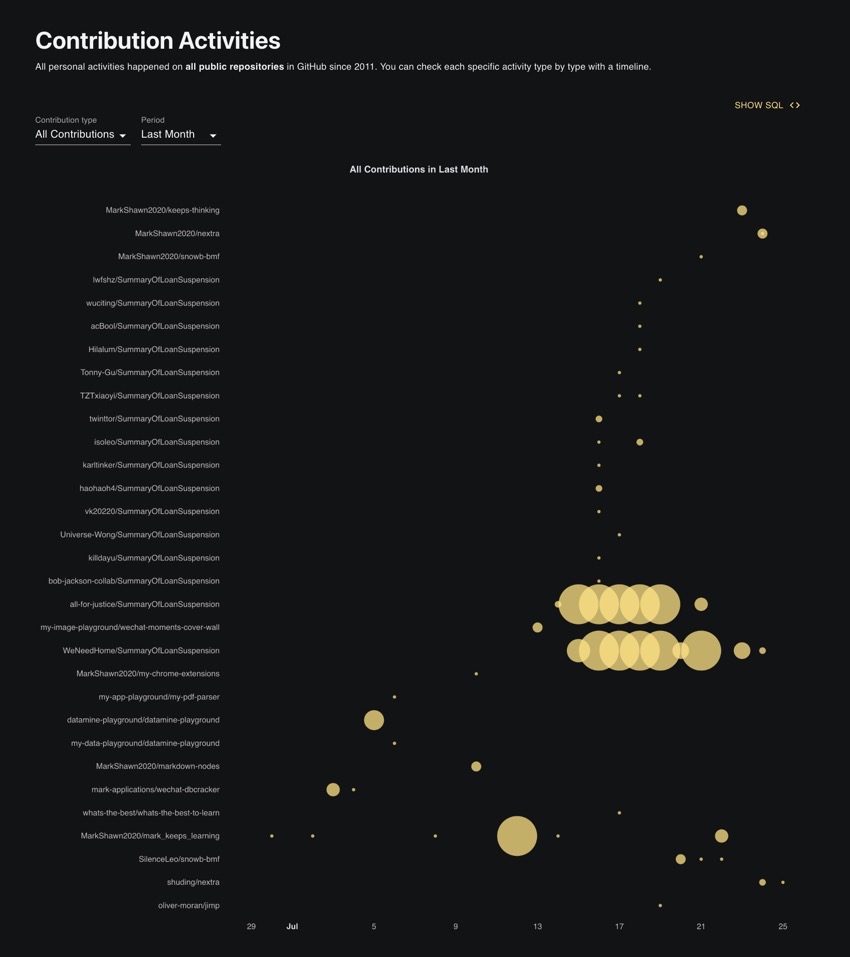 Contribution Activities
All personal activities happened on all public repositories in GitHub since 2011. You can check each specific activity type by type with a timeline.
SHOW SQL <>
Contribution type
Period
All Contributions
Last Month
All Contributions in Last Month
MarkShawn2020/keeps-thinking
MarkShawn2020/nextra
MarkShawn2020/snowb-bmf
lwfshz/SummaryOfLoanSuspension
wuciting/SummaryOfLoanSuspension
acBool/SummaryOfLoanSuspension
Hilalum/SummaryOfLoanSuspension
Tonny-Gu/SummaryOfLoanSuspension
TZTxiaoyi/SummaryOfLoanSuspension
twinttor/SummaryOfLoanSuspension
isoleo/SummaryOfLoanSuspension
karltinker/SummaryOfLoanSuspension
haohaoh4/SummaryOfLoanSuspension
vk20220/SummaryOfLoanSuspension
Universe-Wong/SummaryOfLoanSuspension
killdayu/SummaryOfLoanSuspension
bob-jackson-collab/SummaryOfLoanSuspension
all-for-justice/SummaryOfLoanSuspension
my-image-playground/wechat-moments-cover-wall
WeNeedHome/SummaryOfLoanSuspension
MarkShawn2020/my-chrome-extensions
my-app-playground/my-pdf-parser
datamine-playground/datamine-playground
my-data-playground/datamine-playground
MarkShawn2020/markdown-nodes
mark-applications/wechat-dbcracker
whats-the-best/whats-the-best-to-learn
MarkShawn2020/mark_keeps_learning
SilenceLeo/snowb-bmf
shuding/nextra
oliver-moran/jimp
29 Jul 5 9 13 17 21 25